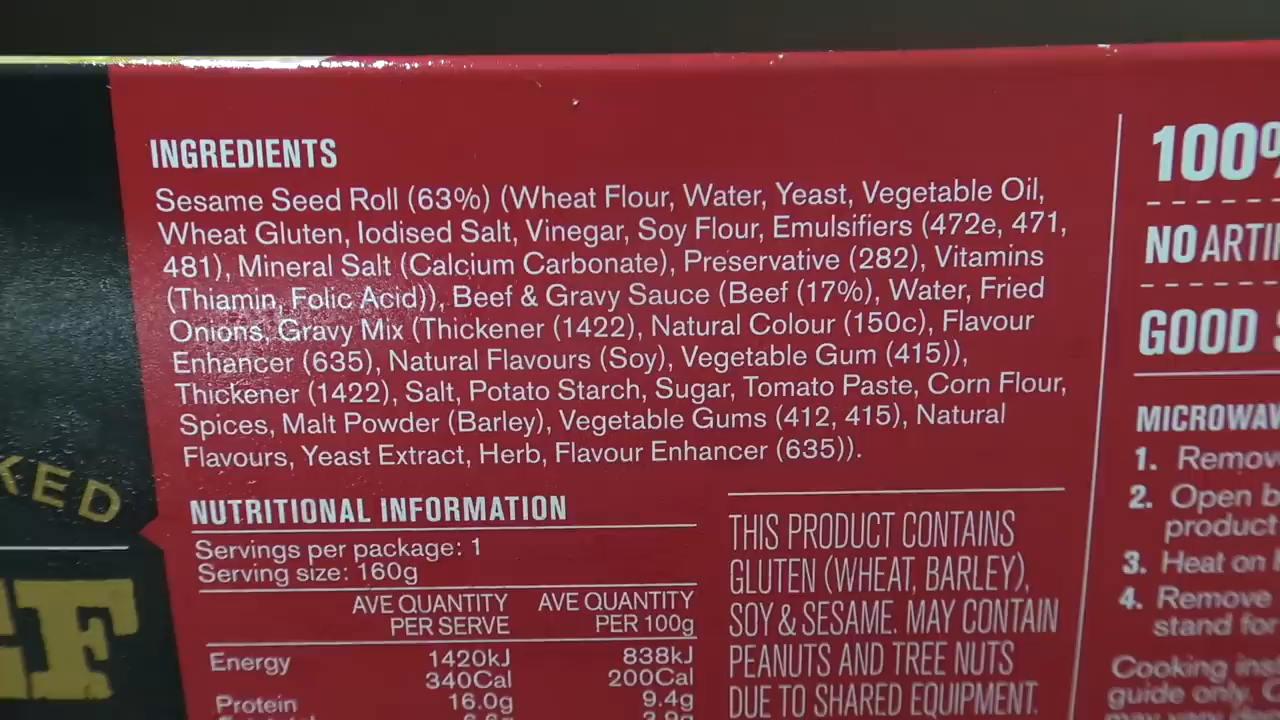 INGREDIENTS
Sesame Seed Roll (63%) (Wheat Flour, Water, Yeast, Vegetable Oil,
Wheat Gluten, Iodised Salt, Vinegar, Soy Flour, Emulsifiers (472e, 471,
481), Mineral Salt (Calcium Carbonate), Preservative (282), Vitamins
(Thiamin, Folic Acid)), Beef & Gravy Sauce (Beef (17%), Water, Fried
Onions, Gravy Mix (Thickener (1422), Natural Colour (150c), Flavour
Enhancer (635), Natural Flavours (Soy), Vegetable Gum (415)),
Thickener (1422), Salt, Potato Starch, Sugar, Tomato Paste, Corn Flour,
Spices, Malt Powder (Barley), Vegetable Gums (412, 415), Natural
Flavours, Yeast Extract, Herb, Flavour Enhancer (635)).
NUTRITIONAL INFORMATION
Servings per package: 1
Serving size: 160g
AVE QUANTITY PER SERVE
AVE QUANTITY PER 100g
Energy 1420kJ 838kJ
340Cal 200Cal
Protein 16.0g 9.4g
THIS PRODUCT CONTAINS
GLUTEN (WHEAT, BARLEY),
SOY & SESAME. MAY CONTAIN
PEANUTS AND TREE NUTS
DUE TO SHARED EQUIPMENT.
100%
NO ARTI
GOOD
MICROWAV
1. Remov
2. Open b
product
3. Heat on
4. Remove
stand for
Cooking ins
guide only.
KED
EF